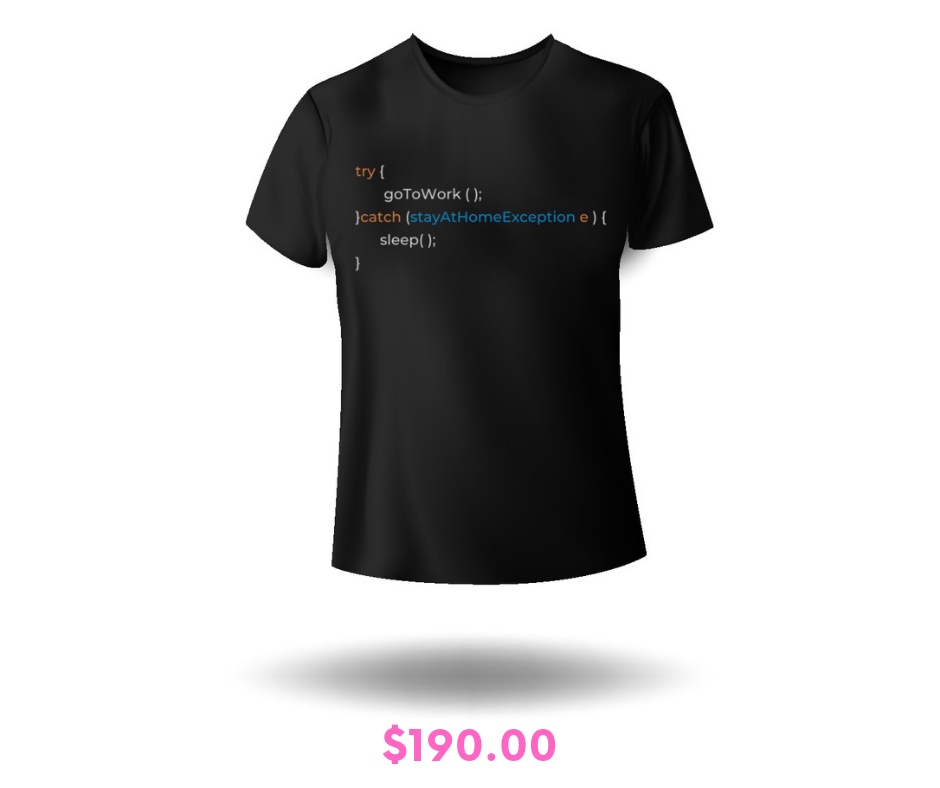 try {
goToWork ( );
}catch (stayAtHomeException e ) {
sleep( );
}
$190.00